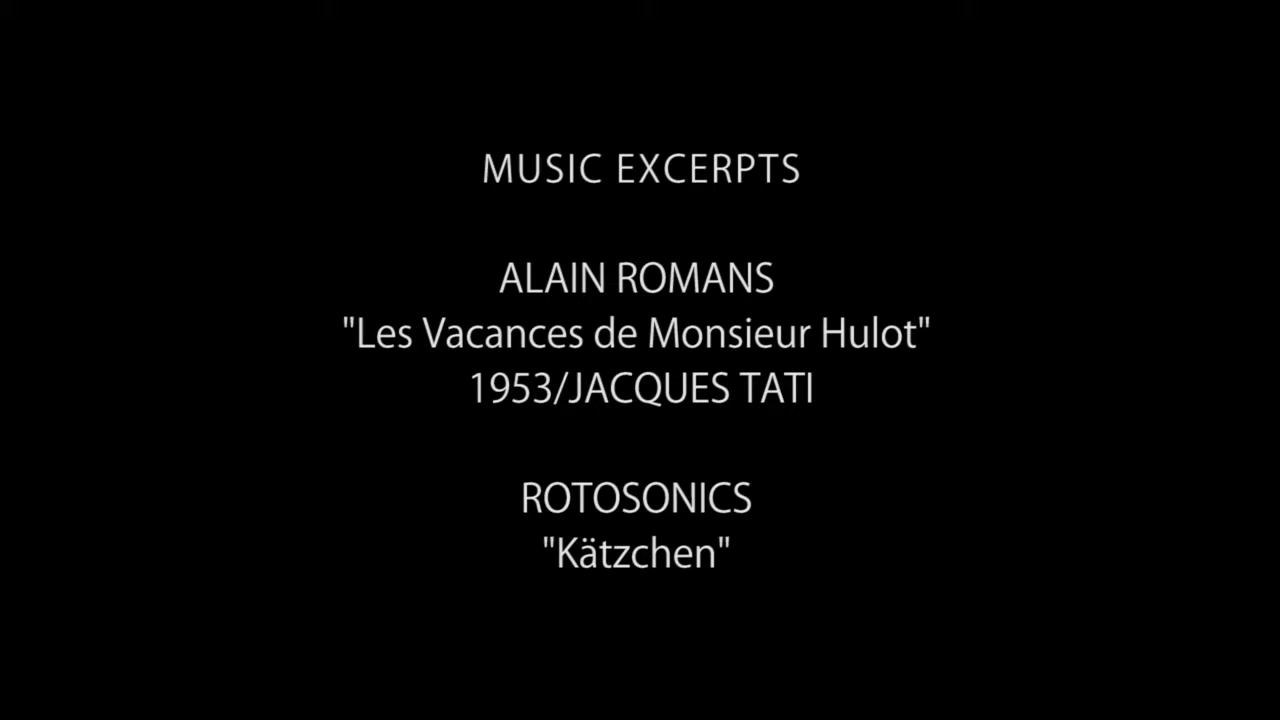 MUSIC EXCERPTS
ALAIN ROMANS
"Les Vacances de Monsieur Hulot"
1953/JACQUES TATI
ROTOSONICS
"Kätzchen"